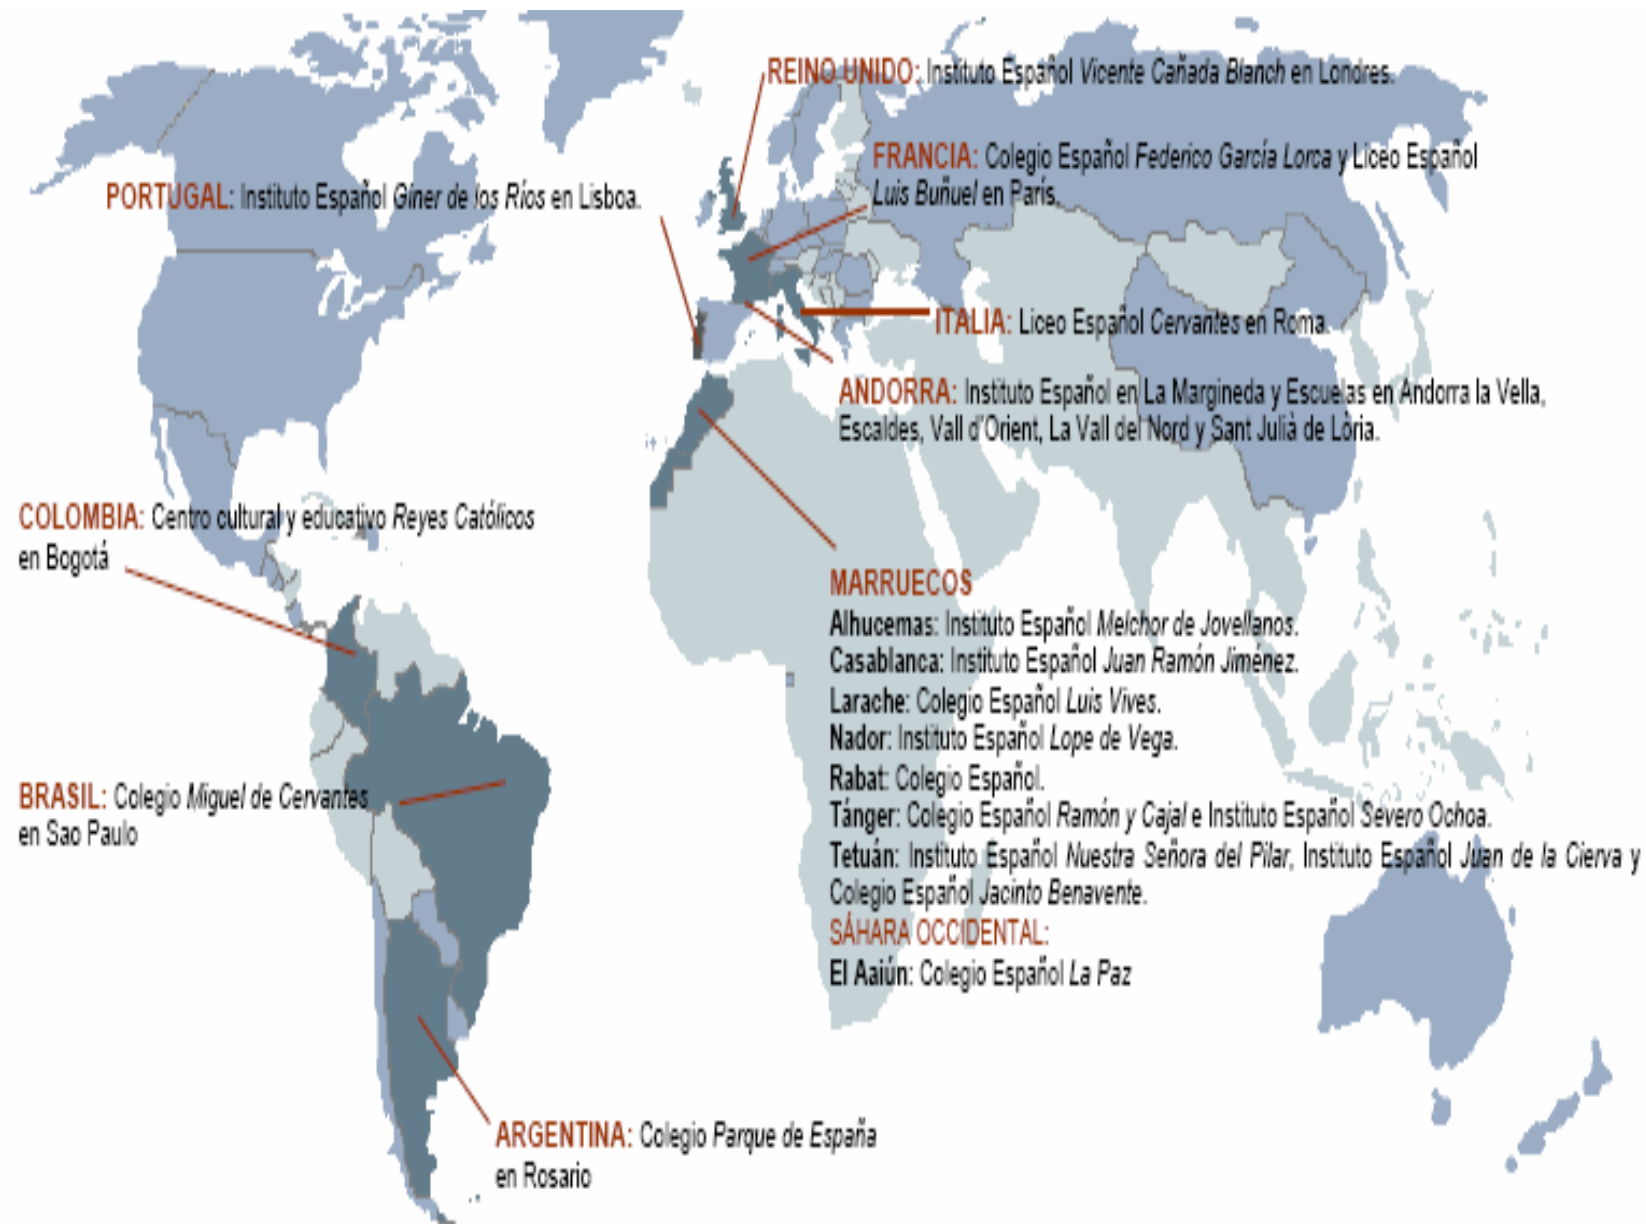 REINO UNIDO: Instituto Español Vicente Cañada Blanch en Londres.
FRANCIA: Colegio Español Federico García Lorca y Liceo Español
Luis Buñuel en París.
PORTUGAL: Instituto Español Giner de los Ríos en Lisboa.
ITALIA: Liceo Español Cervantes en Roma.
ANDORRA: Instituto Español en La Margineda y Escuelas en Andorra la Vella,
Escaldes, Vall d'Orient, La Vall del Nord y Sant Julià de Lòria.
COLOMBIA: Centro cultural y educativo Reyes Católicos
en Bogotá
MARRUECOS
Alhucemas: Instituto Español Melchor de Jovellanos.
Casablanca: Instituto Español Juan Ramón Jiménez.
Larache: Colegio Español Luis Vives.
Nador: Instituto Español Lope de Vega.
Rabat: Colegio Español.
Tánger: Colegio Español Ramón y Cajal e Instituto Español Severo Ochoa.
Tetuán: Instituto Español Nuestra Señora del Pilar, Instituto Español Juan de la Cierva y
Colegio Español Jacinto Benavente.
SÁHARA OCCIDENTAL:
El Aaiún: Colegio Español La Paz
BRASIL: Colegio Miguel de Cervantes
en Sao Paulo
ARGENTINA: Colegio Parque de España
en Rosario